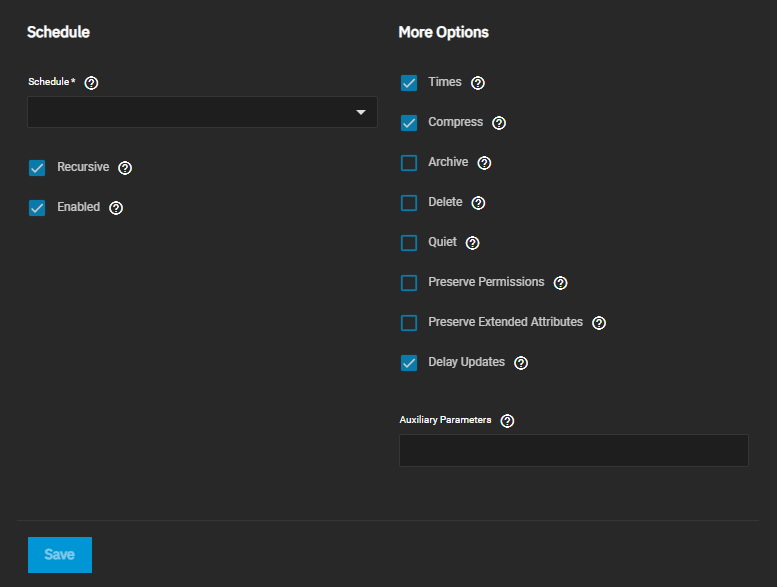 Schedule
Schedule *
Recursive
Enabled
More Options
Times
Compress
Archive
Delete
Quiet
Preserve Permissions
Preserve Extended Attributes
Delay Updates
Auxiliary Parameters
Save